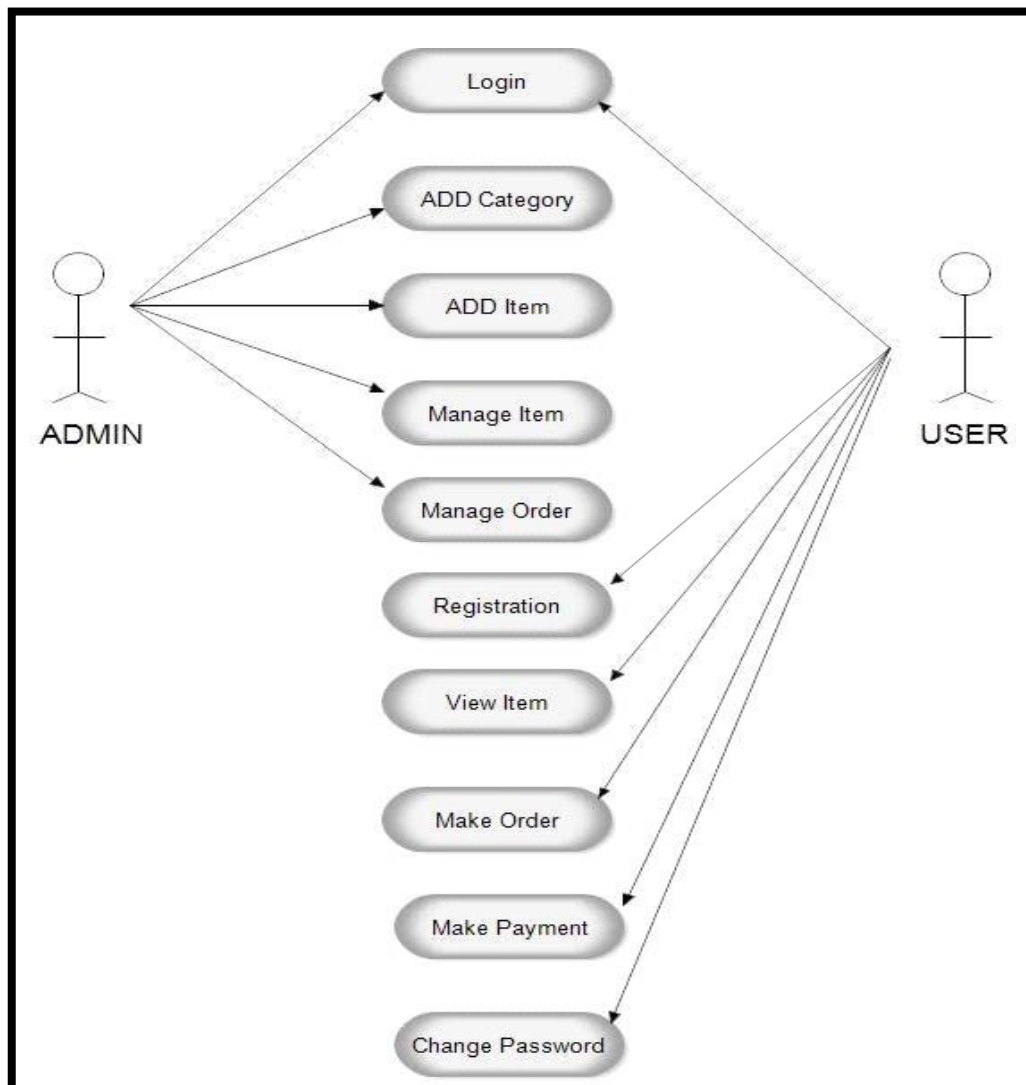 Login
ADD Category
ADD Item
Manage Item
ADMIN
USER
Manage Order
Registration
View Item
Make Order
Make Payment
Change Password